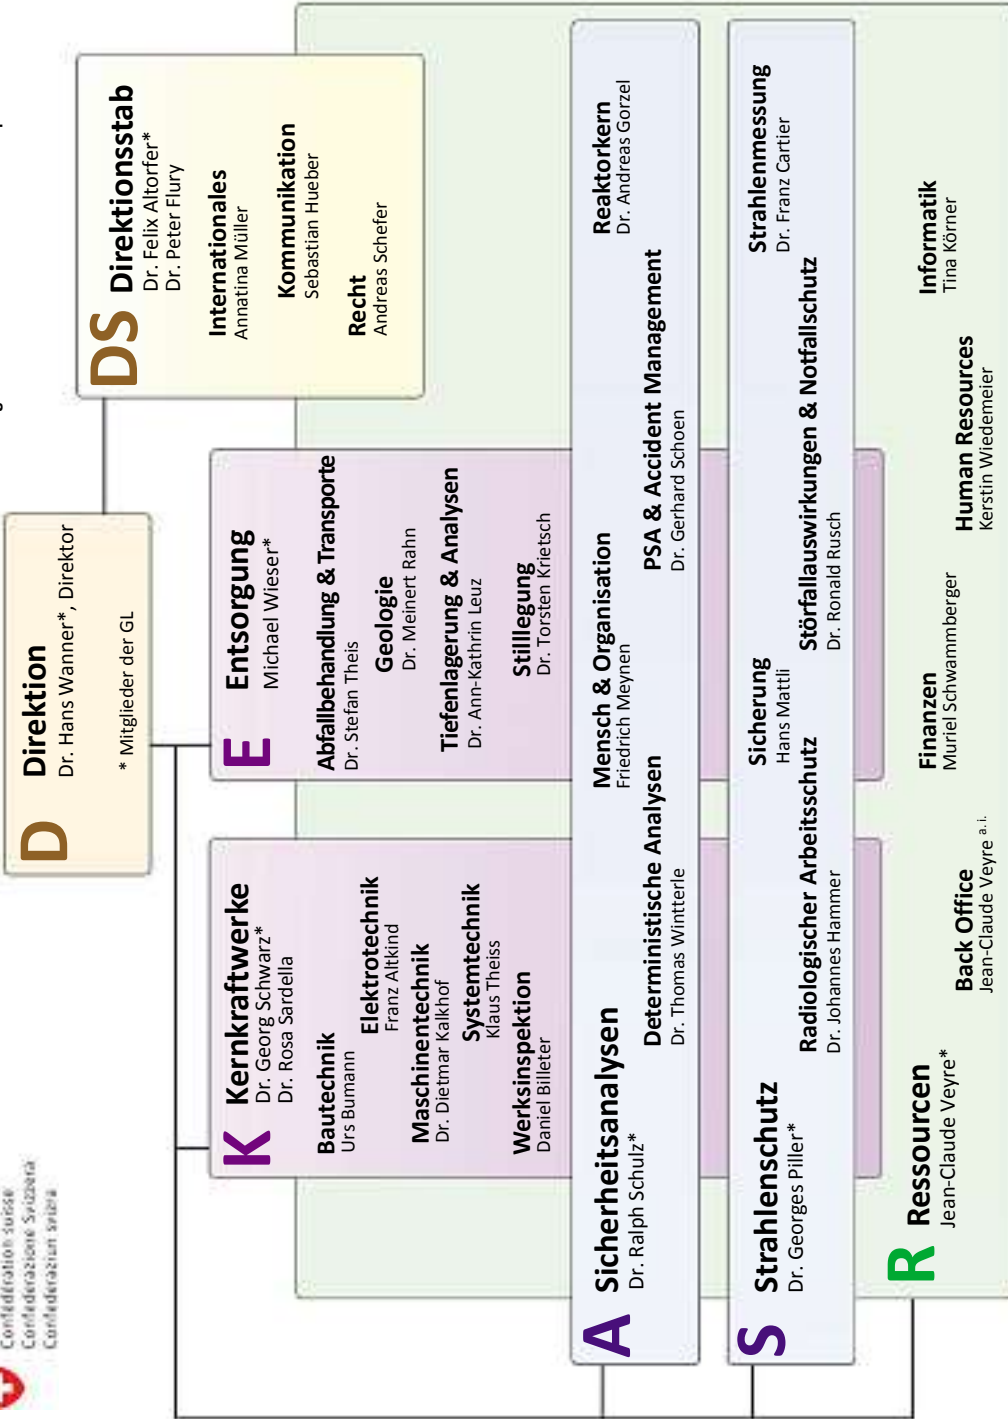 Confédération suisse
Confederazione Svizzera
Confederaziun svizra
D Direktion
Dr. Hans Wanner*, Direktor
* Mitglieder der GL
DS Direktionsstab
Dr. Felix Altorfer*
Dr. Peter Flury
Internationales
Annatina Müller
Kommunikation
Sebastian Hueber
Recht
Andreas Schefer
K Kernkraftwerke
Dr. Georg Schwarz*
Dr. Rosa Sardella
Bautechnik
Urs Bumann
Elektrotechnik
Franz Altkind
Maschinentechnik
Dr. Dietmar Kalkhof
Systemtechnik
Klaus Theiss
Werksinspektion
Daniel Billeter
E Entsorgung
Michael Wieser*
Abfallbehandlung & Transporte
Dr. Stefan Theis
Geologie
Dr. Meinert Rahn
Tiefenlagerung & Analysen
Dr. Ann-Kathrin Leuz
Stilllegung
Dr. Torsten Krietsch
A Sicherheitsanalysen
Dr. Ralph Schulz*
Deterministische Analysen
Dr. Thomas Wintterle
Mensch & Organisation
Friedrich Meynen
PSA & Accident Management
Dr. Gerhard Schoen
Reaktorkern
Dr. Andreas Gorzel
S Strahlenschutz
Dr. Georges Piller*
Radiologischer Arbeitsschutz
Dr. Johannes Hammer
Sicherung
Hans Mattli
Störfallauswirkungen & Notfallschutz
Dr. Ronald Rusch
Strahlenmessung
Dr. Franz Cartier
R Ressourcen
Jean-Claude Veyre*
Back Office
Jean-Claude Veyre a. i.
Finanzen
Muriel Schwammberger
Human Resources
Kerstin Wiedemeier
Informatik
Tina Körner